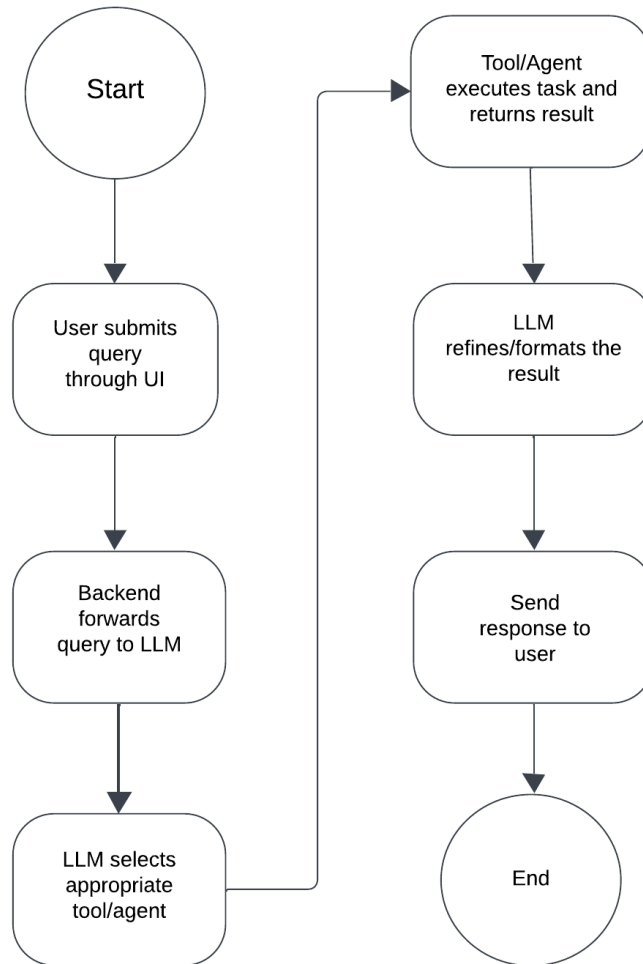 Start
User submits
query
through UI
Backend
forwards
query to LLM
LLM selects
appropriate
tool/agent
Tool/Agent
executes task and
returns result
LLM
refines/formats the
result
Send
response to
user
End